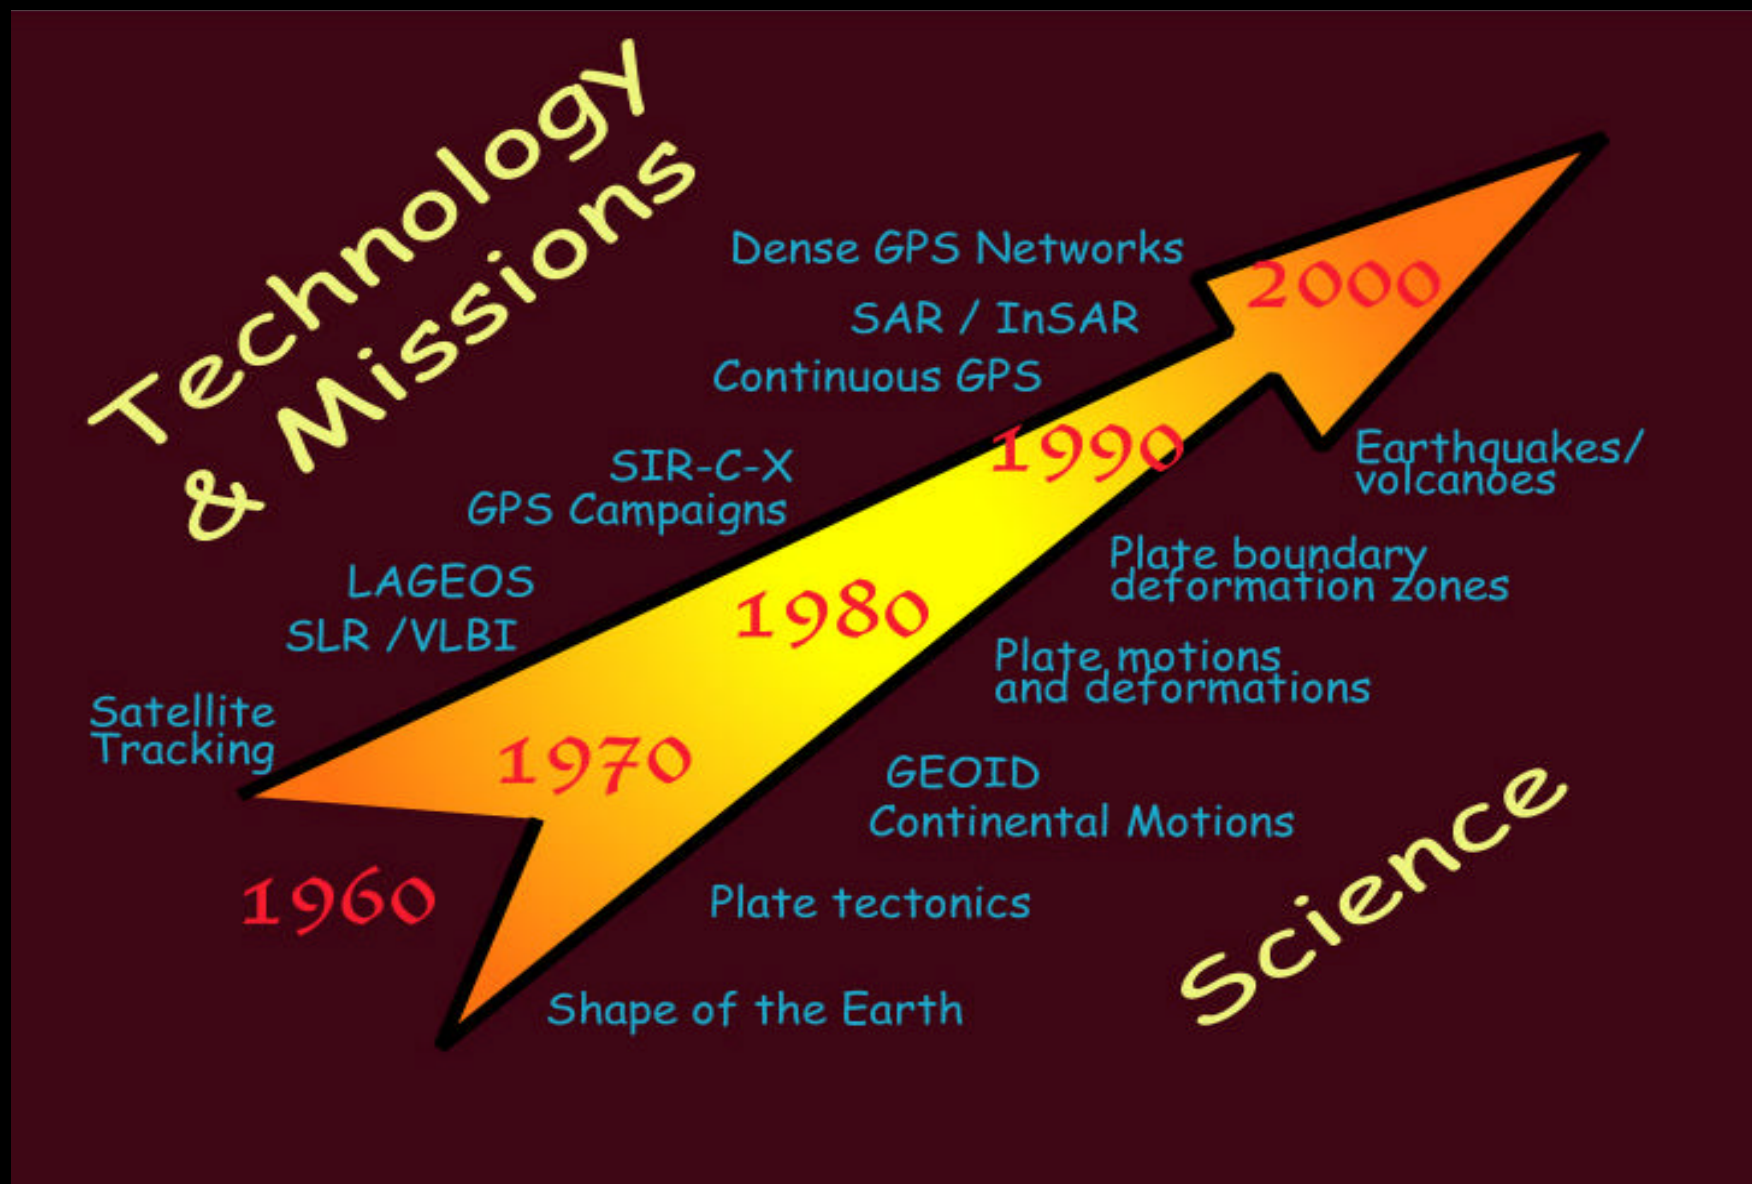 Technology
& Missions
Dense GPS Networks
SAR / InSAR
Continuous GPS
SIR-C-X
GPS Campaigns
LAGEOS
SLR /VLBI
Satellite
Tracking
2000
1990
1980
1970
1960
Earthquakes/
volcanoes
Plate boundary
deformation zones
Plate motions
and deformations
GEOID
Continental Motions
Plate tectonics
Shape of the Earth
Science